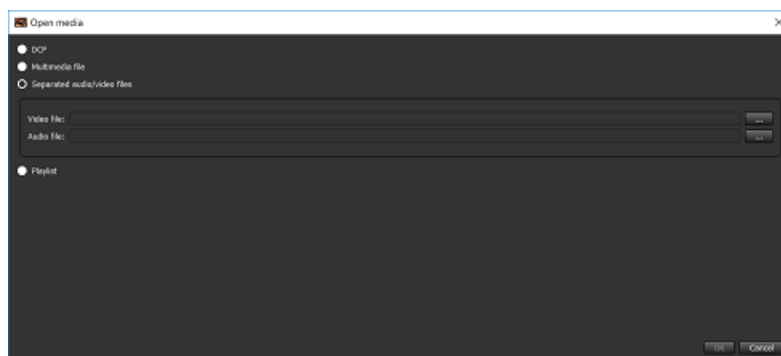 Open media
DCP
Multimedia file
Separated audio/video files
Video file: ...
Audio file: ...
Playlist
OK Cancel